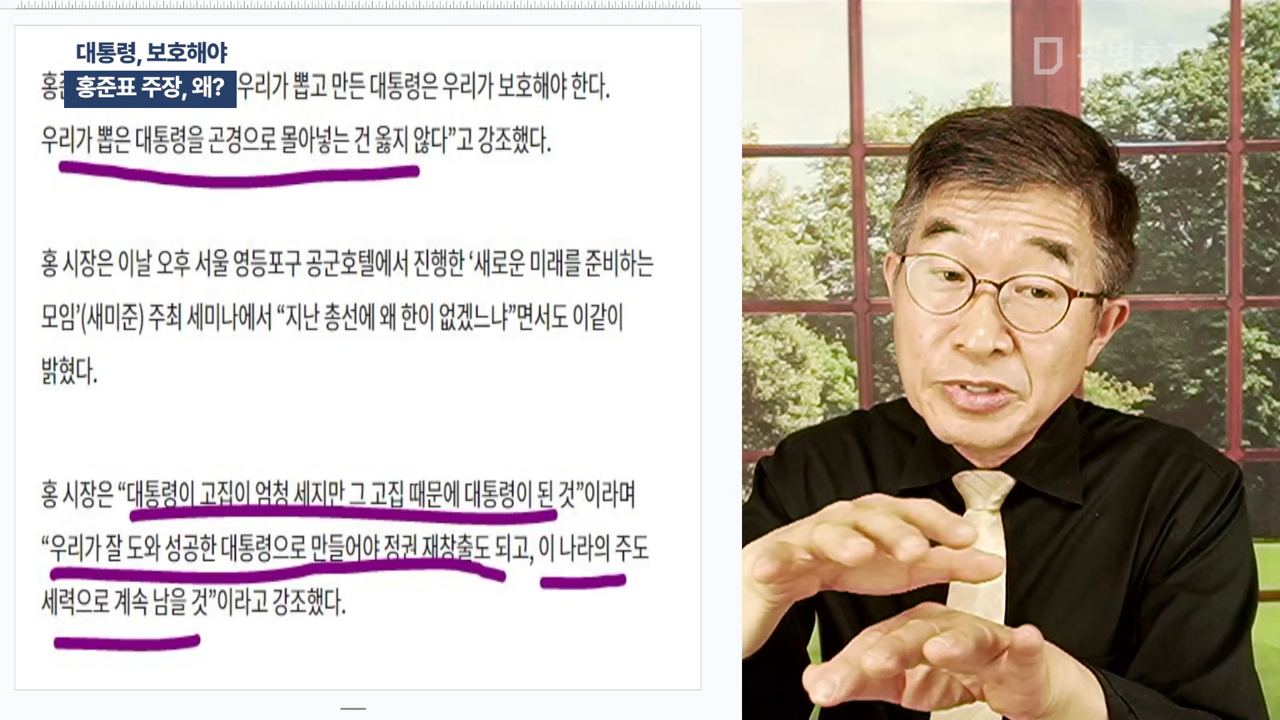 대통령, 보호해야
홍준표 주장, 왜?
우리가 뽑고 만든 대통령은 우리가 보호해야 한다.
우리가 뽑은 대통령을 곤경으로 몰아넣는 건 옳지 않다”고 강조했다.
홍 시장은 이날 오후 서울 영등포구 공군호텔에서 진행한 ‘새로운 미래를 준비하는
모임’(새미준) 주최 세미나에서 “지난 총선에 왜 한이 없겠느냐”면서도 이같이
밝혔다.
홍 시장은 “대통령이 고집이 엄청 세지만 그 고집 때문에 대통령이 된 것”이라며
“우리가 잘 도와 성공한 대통령으로 만들어야 정권 재창출도 되고, 이 나라의 주도
세력으로 계속 남을 것”이라고 강조했다.